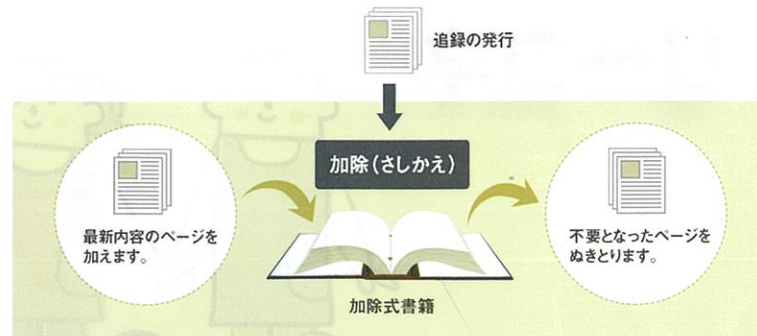 追録の発行
加除(さしかえ)
最新内容のページを
加えます。
不要となったページを
ぬきとります。
加除式書籍